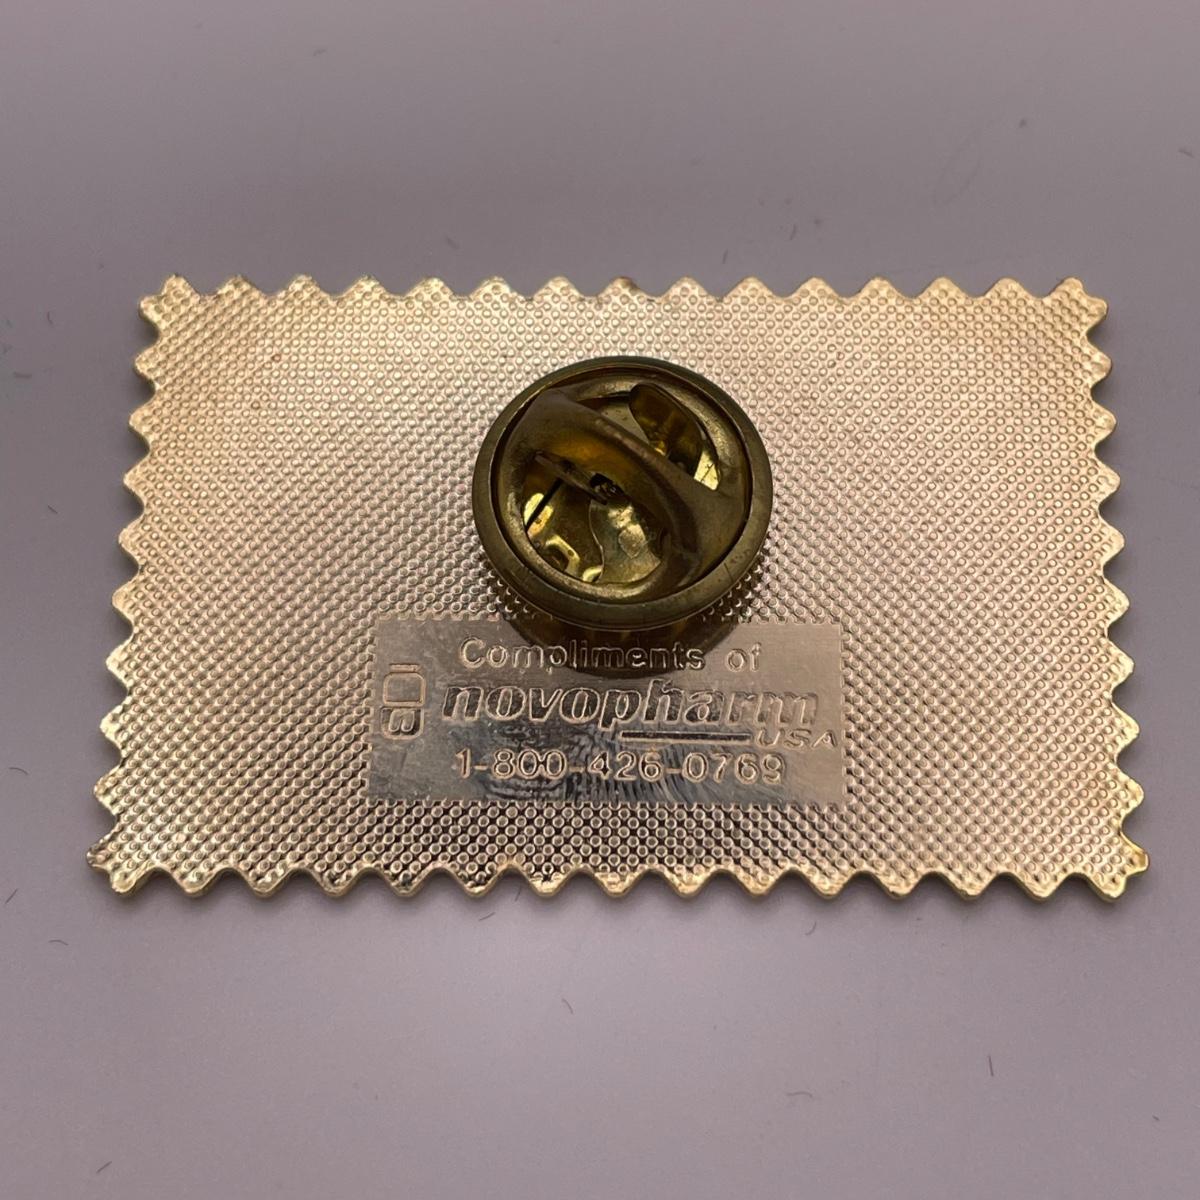 Compliments of
novopharm
USA
1-800-426-0769